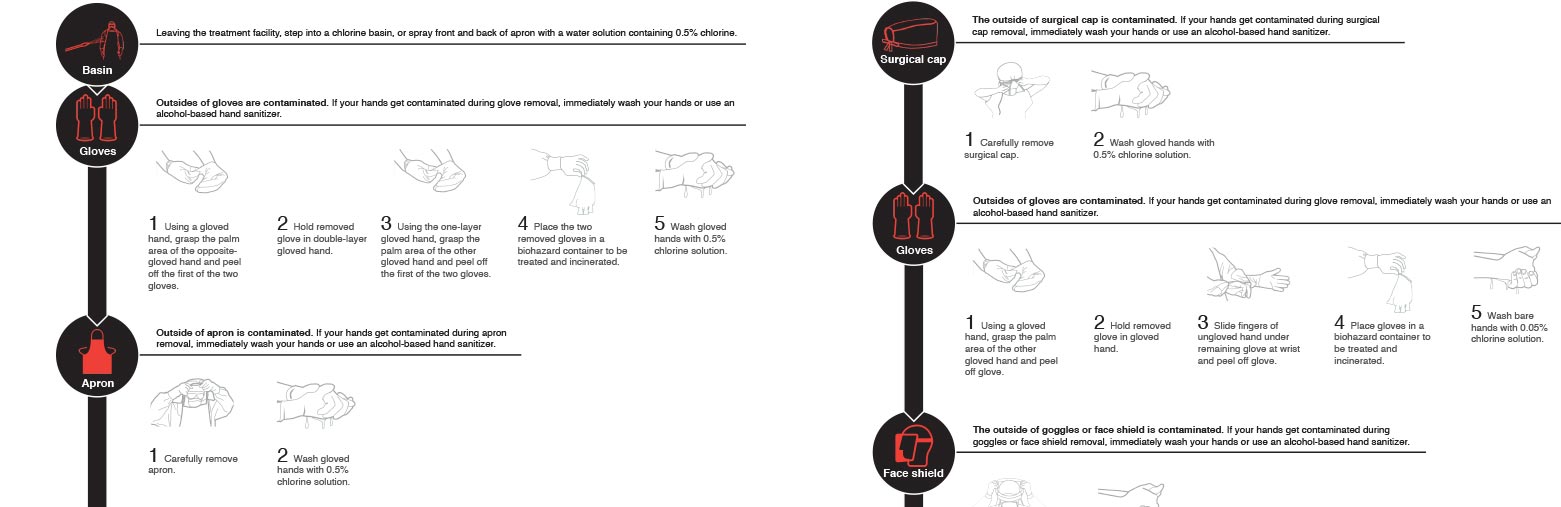 Basin
Leaving the treatment facility, step into a chlorine basin, or spray front and back of apron with a water solution containing 0.5% chlorine.
Gloves
Outsides of gloves are contaminated. If your hands get contaminated during glove removal, immediately wash your hands or use an
alcohol-based hand sanitizer.
1 Using a gloved
hand, grasp the palm
area of the opposite-
gloved hand and peel
off the first of the two
gloves.
2 Hold removed
glove in double-layer
gloved hand.
3 Using the one-layer
gloved hand, grasp the
palm area of the other
gloved hand and peel off
the first of the two gloves.
4 Place the two
removed gloves in a
biohazard container to be
treated and incinerated.
5 Wash gloved
hands with 0.5%
chlorine solution.
Apron
Outside of apron is contaminated. If your hands get contaminated during apron
removal, immediately wash your hands or use an alcohol-based hand sanitizer.
1 Carefully remove
apron.
2 Wash gloved
hands with 0.5%
chlorine solution.
Surgical cap
The outside of surgical cap is contaminated. If your hands get contaminated during surgical
cap removal, immediately wash your hands or use an alcohol-based hand sanitizer.
1 Carefully remove
surgical cap.
2 Wash gloved hands with
0.5% chlorine solution.
Gloves
Outsides of gloves are contaminated. If your hands get contaminated during glove removal, immediately wash your hands or use an
alcohol-based hand sanitizer.
1 Using a gloved
hand, grasp the palm
area of the other
gloved hand and peel
off glove.
2 Hold removed
glove in gloved
hand.
3 Slide fingers of
ungloved hand under
remaining glove at wrist
and peel off glove.
4 Place gloves in a
biohazard container to
be treated and
incinerated.
5 Wash bare
hands with 0.05%
chlorine solution.
Face shield
The outside of goggles or face shield is contaminated. If your hands get contaminated during
goggles or face shield removal, immediately wash your hands or use an alcohol-based hand sanitizer.